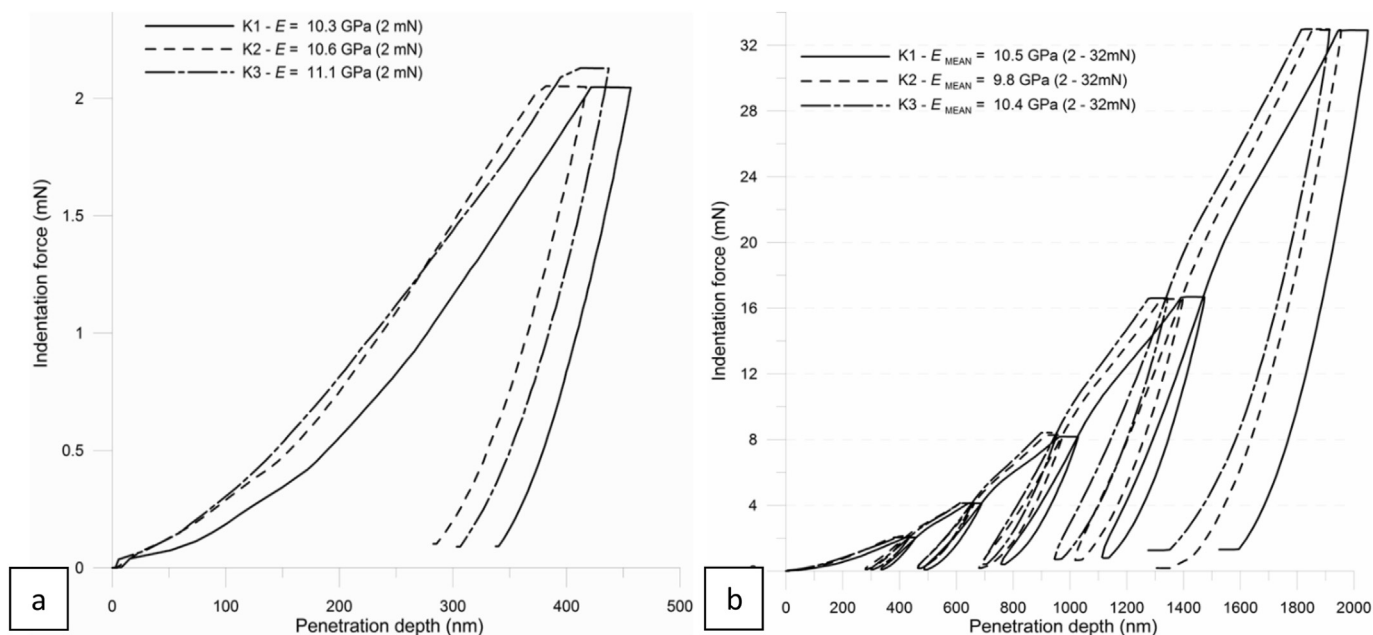 K1 - E = 10.3 GPa (2 mN)
K2 - E = 10.6 GPa (2 mN)
K3 - E = 11.1 GPa (2 mN)
Indentation force (mN)
2
1.5
1
0.5
0
0
100
200
300
400
500
Penetration depth (nm)
a
K1 - E MEAN = 10.5 GPa (2 - 32mN)
K2 - E MEAN = 9.8 GPa (2 - 32mN)
K3 - E MEAN = 10.4 GPa (2 - 32mN)
Indentation force (mN)
32
28
24
20
16
12
8
4
0
200
400
600
800
1000
1200
1400
1600
1800
2000
Penetration depth (nm)
b